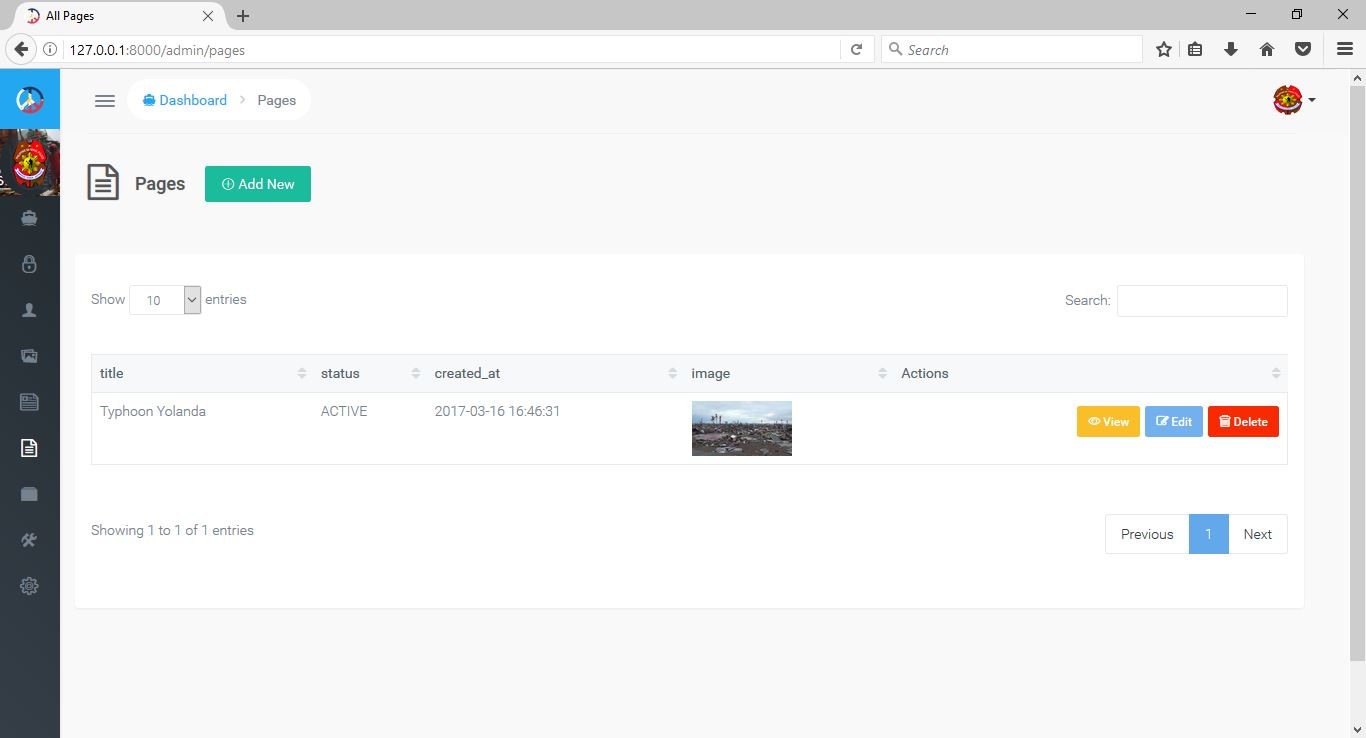 All Pages
127.0.0.1:8000/admin/pages
Search
Dashboard > Pages
Pages
Add New
Show 10 entries
Search:
title status created_at image Actions
Typhoon Yolanda ACTIVE 2017-03-16 16:46:31 View Edit Delete
Showing 1 to 1 of 1 entries
Previous 1 Next